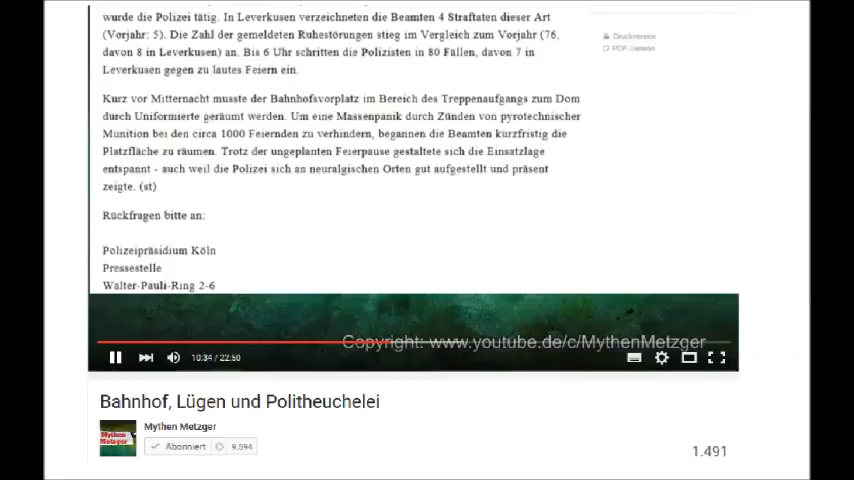 wurde die Polizei tätig. In Leverkusen verzeichneten die Beamten 4 Straftaten dieser Art
(Vorjahr: 5). Die Zahl der gemeldeten Ruhestörungen stieg im Vergleich zum Vorjahr (76,
davon 8 in Leverkusen) an. Bis 6 Uhr schritten die Polizisten in 80 Fällen, davon 7 in
Leverkusen gegen zu lautes Feiern ein.
Druckversion
PDF-Version
Kurz vor Mitternacht musste der Bahnhofsvorplatz im Bereich des Treppenaufgangs zum Dom
durch Uniformierte geräumt werden. Um eine Massenpanik durch Zünden von pyrotechnischer
Munition bei den circa 1000 Feiernden zu verhindern, begannen die Beamten kurzfristig die
Platzfläche zu räumen. Trotz der ungeplanten Feierpause gestaltete sich die Einsatzlage
entspannt - auch weil die Polizei sich an neuralgischen Orten gut aufgestellt und präsent
zeigte. (st)
Rückfragen bitte an:
Polizeipräsidium Köln
Pressestelle
Walter-Pauli-Ring 2-6
Copyright: www.youtube.de/c/MythenMetzger
10:34 / 22:50
Bahnhof, Lügen und Politheuchelei
Mythen Metzger
Mythen
Metzger
Abonniert 9.594
1.491